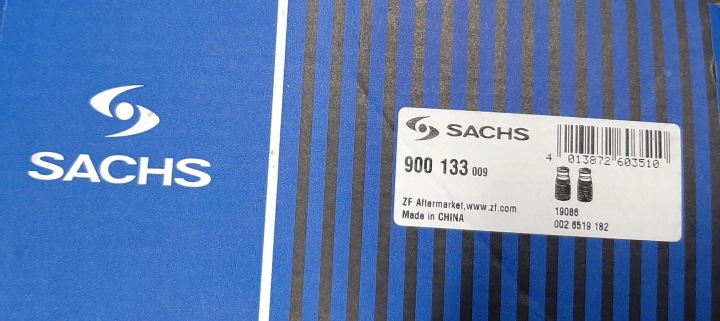 SACHS
SACHS
900 133 009
4 013872 603510
ZF Aftermarket,www.zf.com
Made in CHINA
19086
002 6519 182